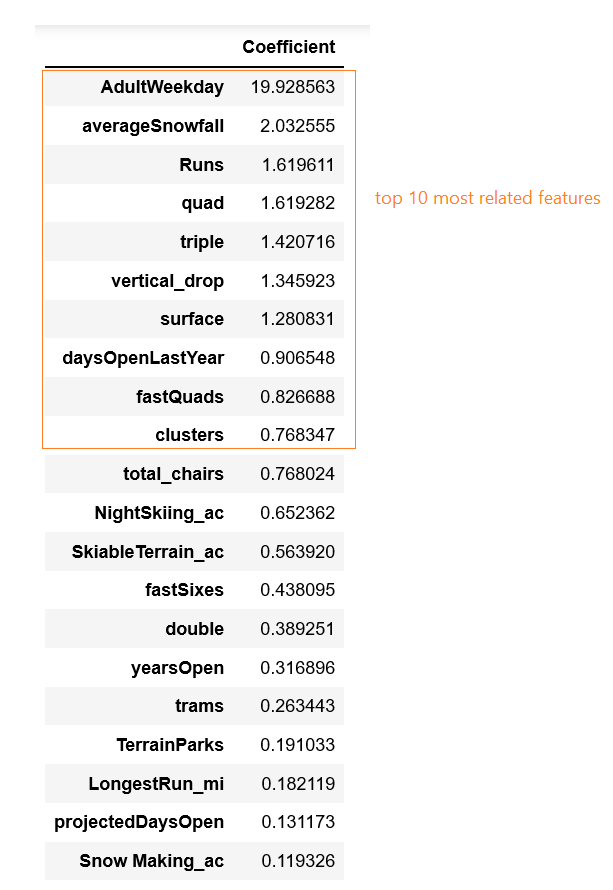 Coefficient
AdultWeekday 19.928563
averageSnowfall 2.032555
Runs 1.619611
top 10 most related features
quad 1.619282
triple 1.420716
vertical_drop 1.345923
surface 1.280831
daysOpenLastYear 0.906548
fastQuads 0.826688
clusters 0.768347
total_chairs 0.768024
NightSkiing_ac 0.652362
SkiableTerrain_ac 0.563920
fastSixes 0.438095
double 0.389251
yearsOpen 0.316896
trams 0.263443
TerrainParks 0.191033
LongestRun_mi 0.182119
projectedDaysOpen 0.131173
Snow Making_ac 0.119326